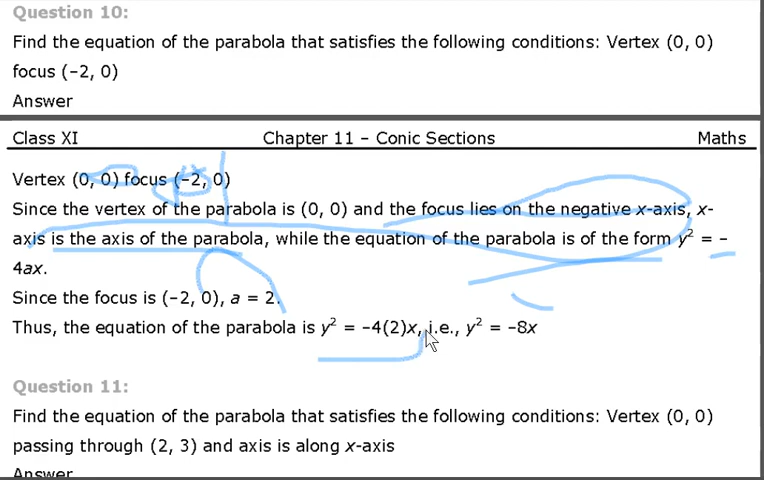 Question 10:
Find the equation of the parabola that satisfies the following conditions: Vertex (0, 0)
focus (–2, 0)
Answer
Class XI Chapter 11 – Conic Sections Maths
Vertex (0, 0) focus (–2, 0)
Since the vertex of the parabola is (0, 0) and the focus lies on the negative x-axis, x-
axis is the axis of the parabola, while the equation of the parabola is of the form y² = –
4ax.
Since the focus is (–2, 0), a = 2.
Thus, the equation of the parabola is y² = –4(2)x, i.e., y² = –8x
Question 11:
Find the equation of the parabola that satisfies the following conditions: Vertex (0, 0)
passing through (2, 3) and axis is along x-axis
Answer